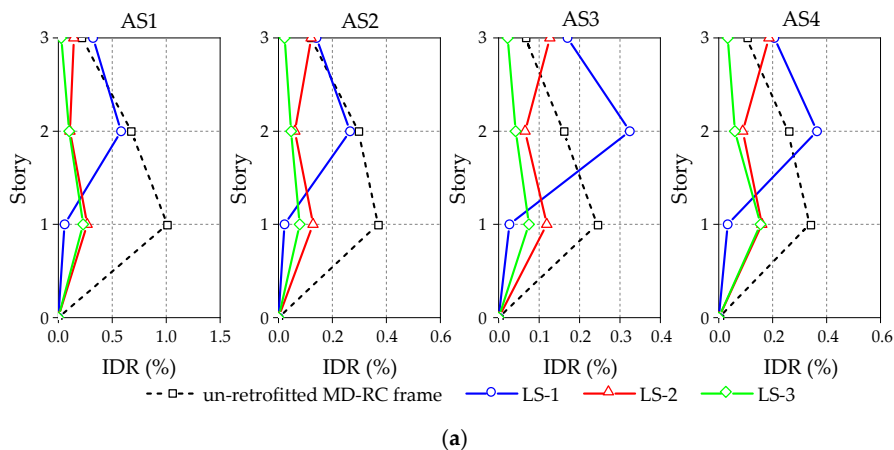 AS1 AS2 AS3 AS4
3 3 3 3
2 2 2 2
Story Story Story Story
1 1 1 1
0 0 0 0
0.0 0.5 1.0 1.5 0.0 0.2 0.4 0.6 0.0 0.1 0.2 0.3 0.4 0.0 0.2 0.4 0.6 0.8
IDR (%) IDR (%) IDR (%) IDR (%)
un-retrofitted MD-RC frame LS-1 LS-2 LS-3
(a)